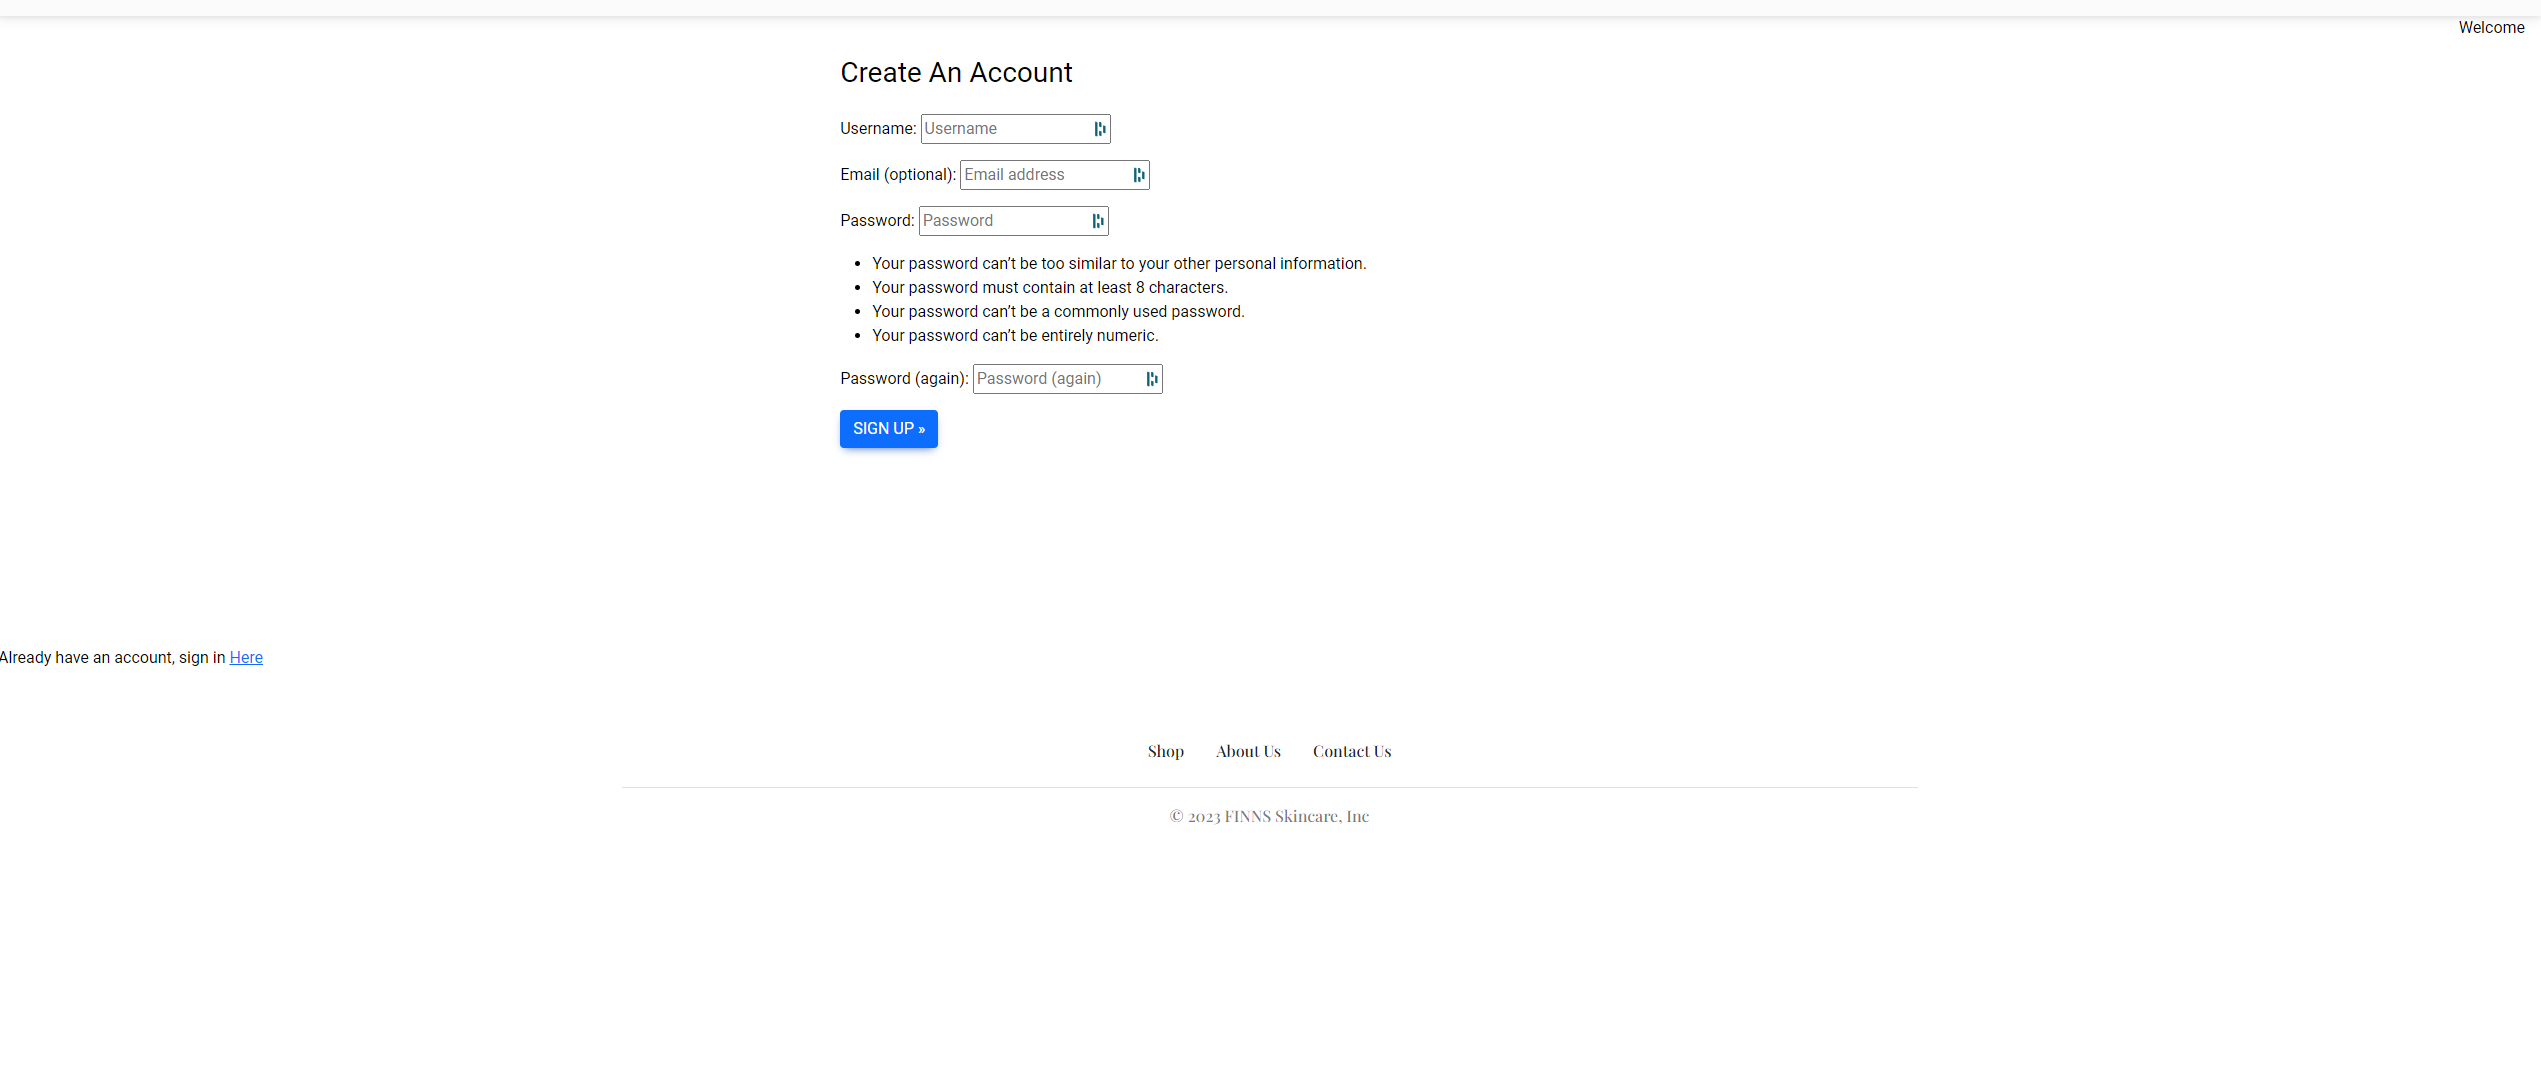 Welcome
Create An Account
Username: Username
Email (optional): Email address
Password: Password
Your password can’t be too similar to your other personal information.
Your password must contain at least 8 characters.
Your password can’t be a commonly used password.
Your password can’t be entirely numeric.
Password (again): Password (again)
SIGN UP »
Already have an account, sign in Here
Shop About Us Contact Us
© 2023 FINNS Skincare, Inc